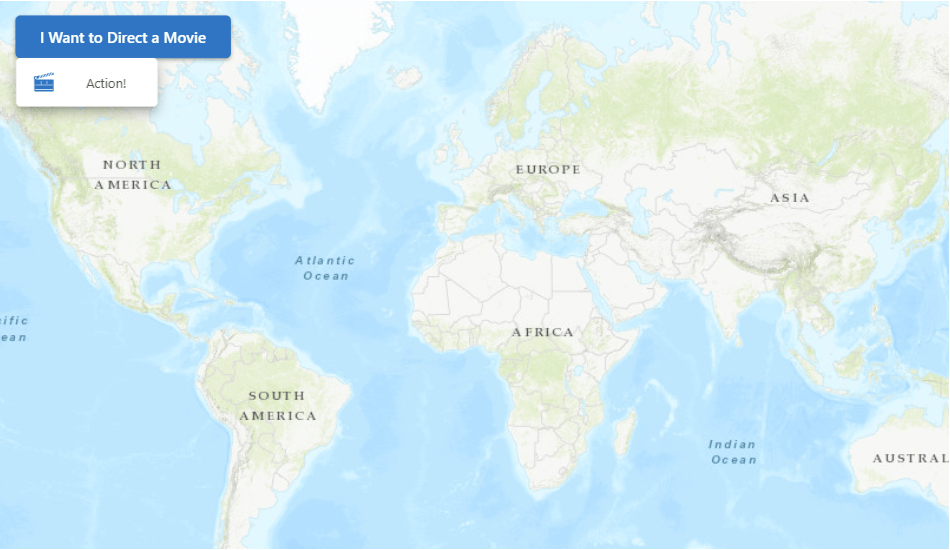 I Want to Direct a Movie
Action!
NORTH
AMERICA
EUROPE
ASIA
Atlantic
Ocean
cific
ean
AFRICA
SOUTH
AMERICA
Indian
Ocean
AUSTRAL